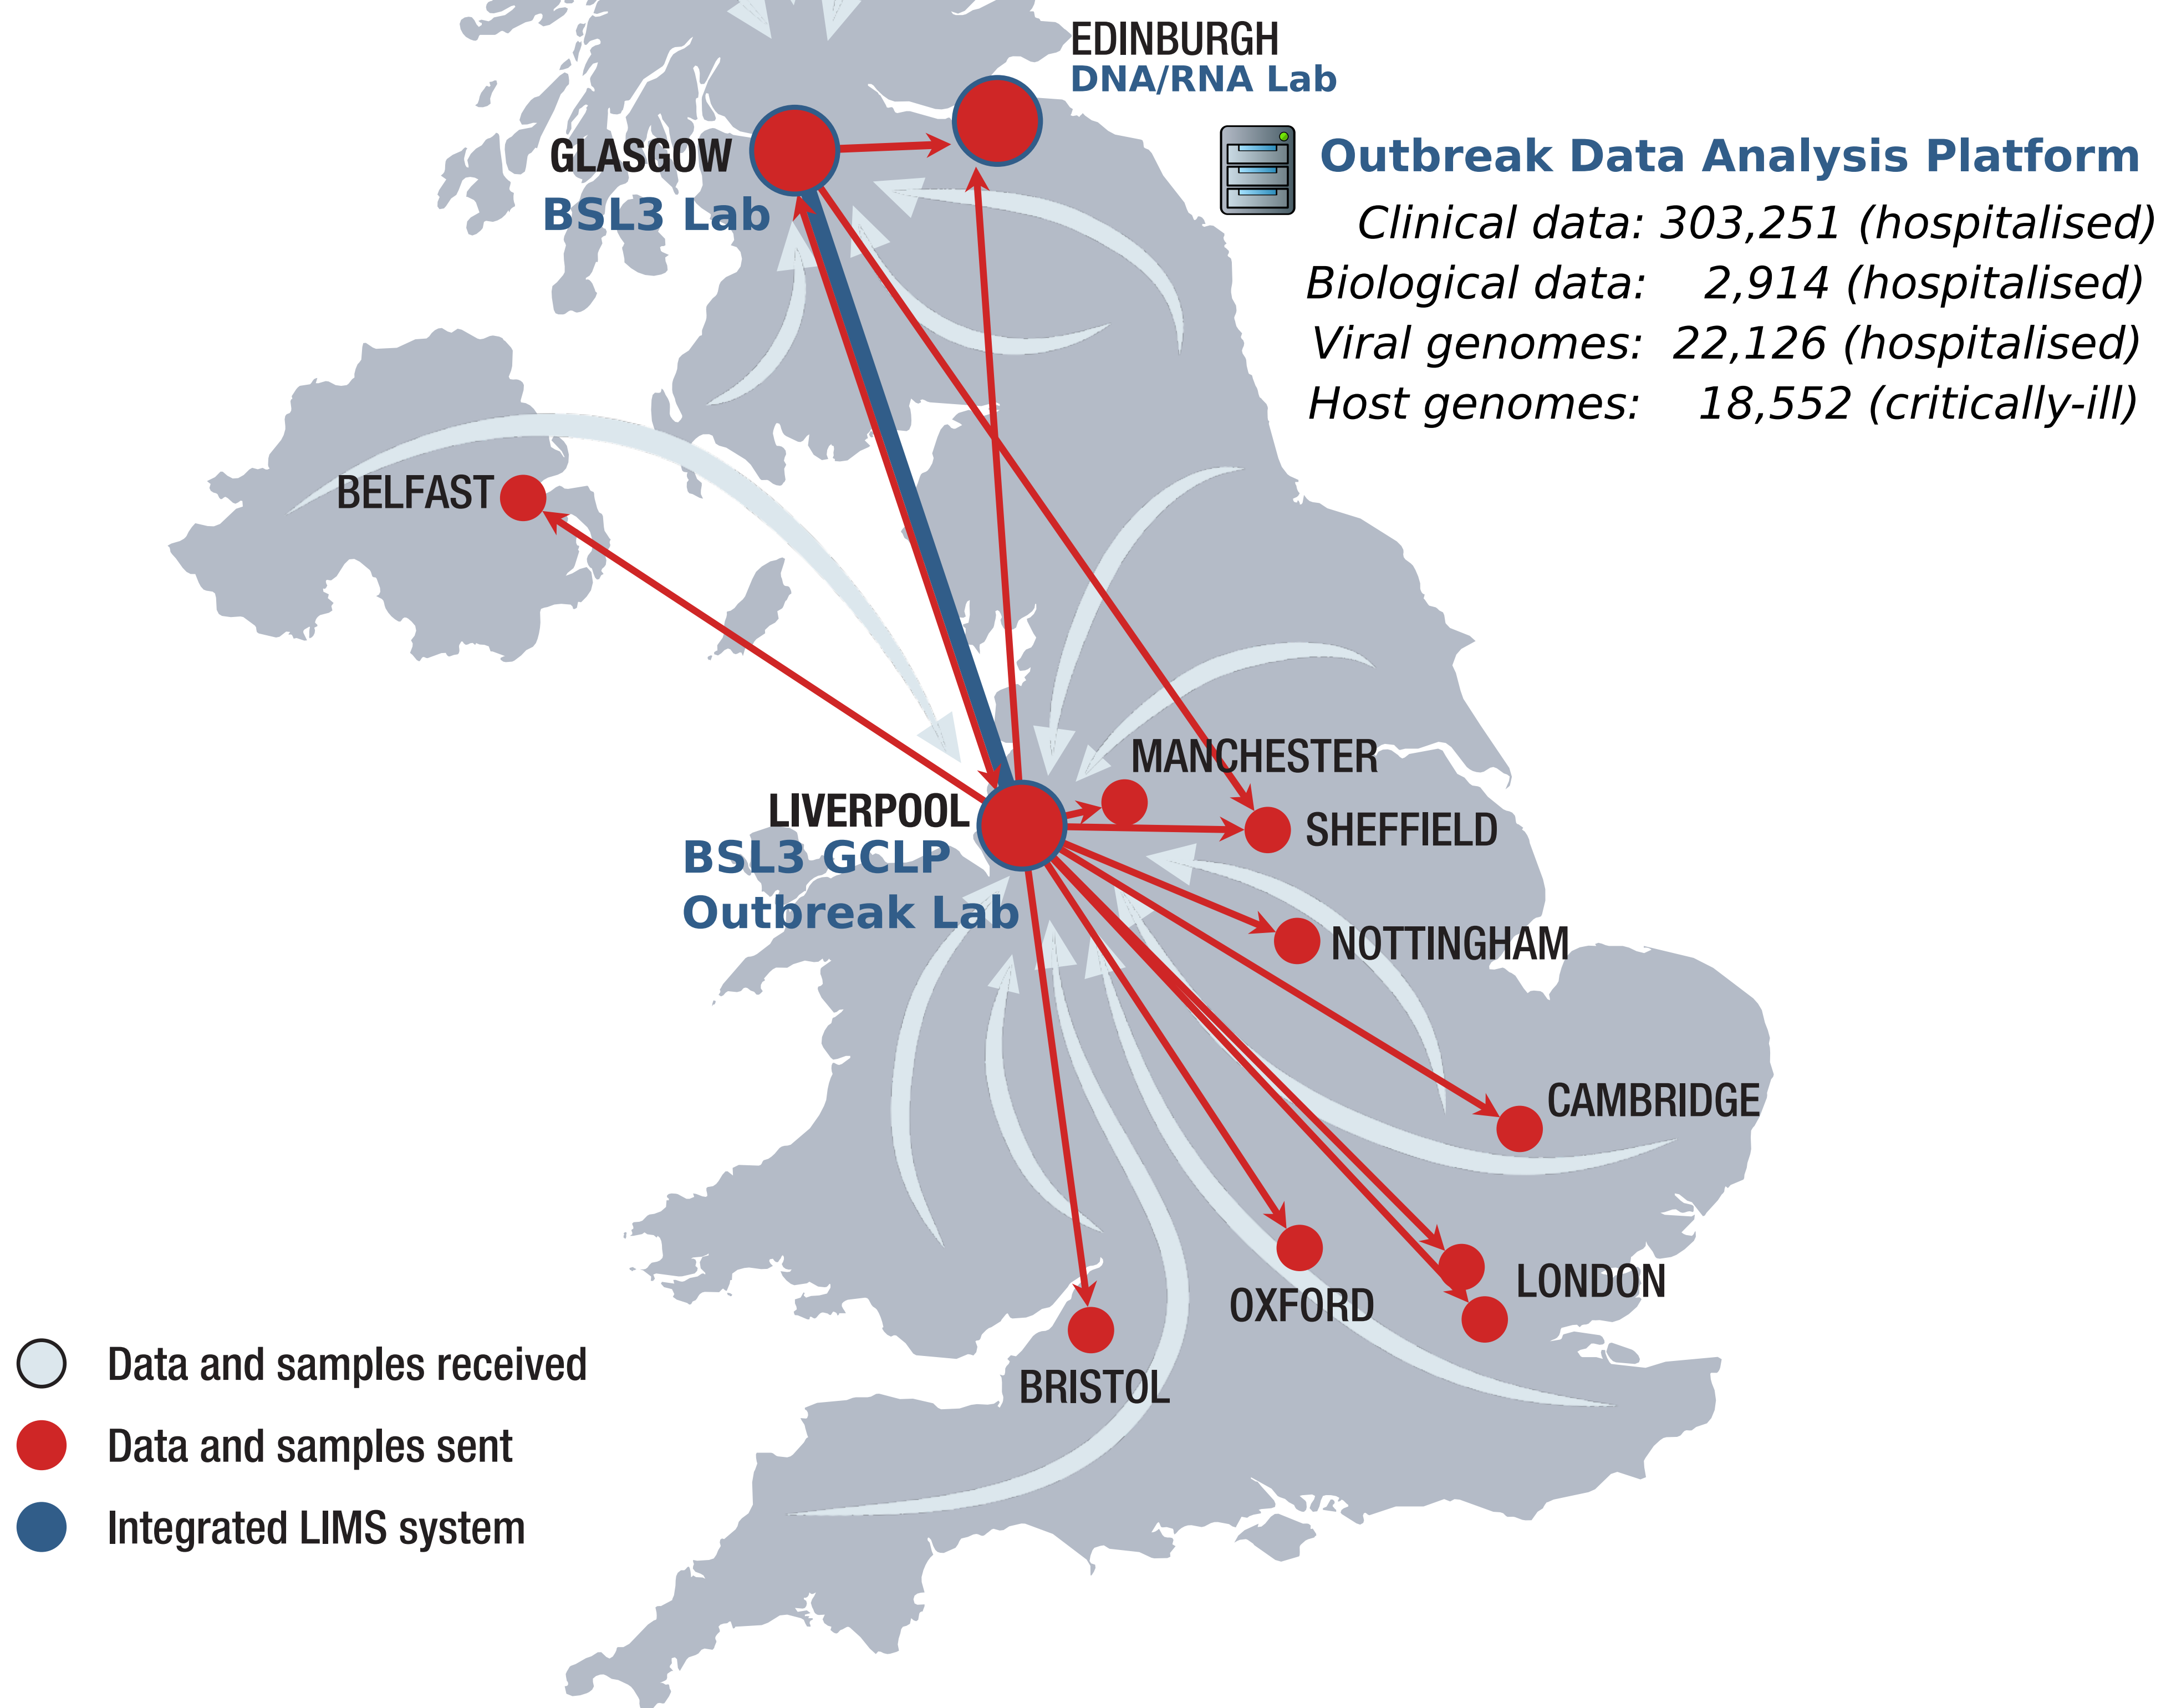 EDINBURGH
DNA/RNA Lab
GLASGOW
BSL3 Lab
Outbreak Data Analysis Platform
Clinical data: 303,251 (hospitalised)
Biological data: 2,914 (hospitalised)
Viral genomes: 22,126 (hospitalised)
Host genomes: 18,552 (critically-ill)
BELFAST
MANCHESTER
LIVERPOOL
BSL3 GCLP
Outbreak Lab
SHEFFIELD
NOTTINGHAM
CAMBRIDGE
LONDON
OXFORD
BRISTOL
Data and samples received
Data and samples sent
Integrated LIMS system